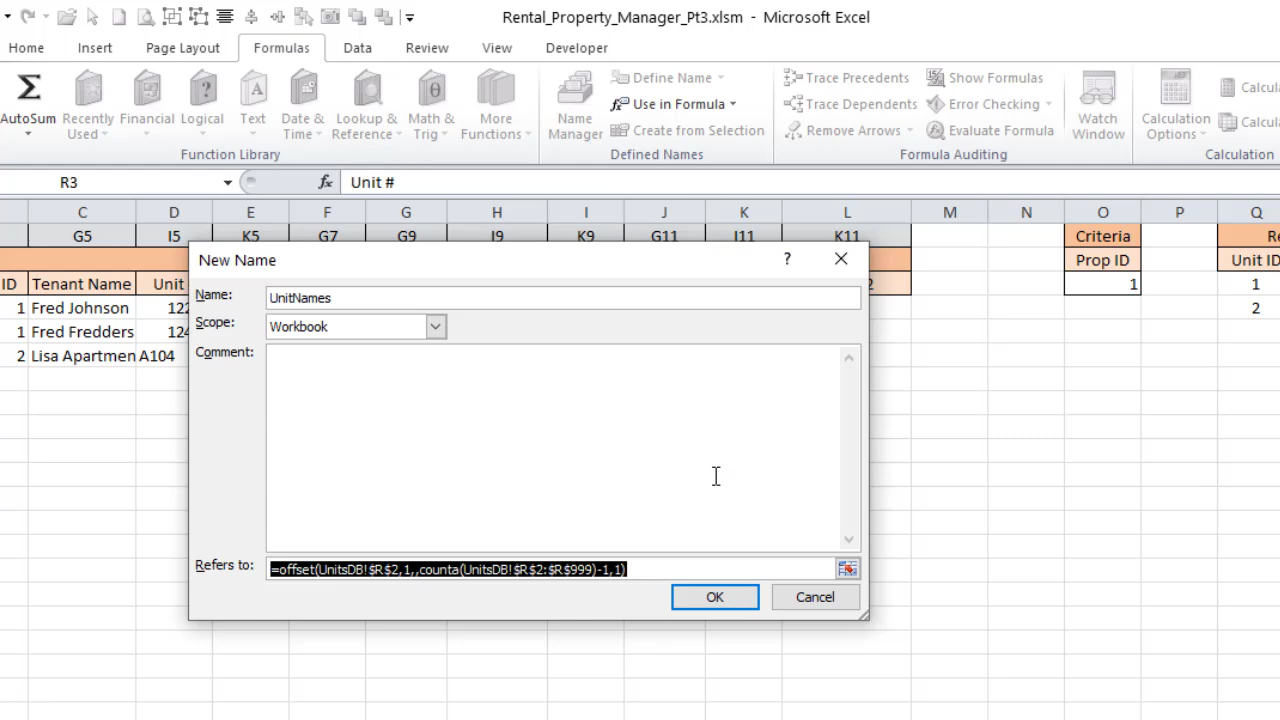 Rental_Property_Manager_Pt3.xlsm - Microsoft Excel
Home Insert Page Layout Formulas Data Review View Developer
AutoSum
Recently Used
Financial
Logical
Text
Date & Time
Lookup & Reference
Math & Trig
More Functions
Function Library
Name Manager
Define Name
Use in Formula
Create from Selection
Defined Names
Trace Precedents
Trace Dependents
Remove Arrows
Show Formulas
Error Checking
Evaluate Formula
Formula Auditing
Watch Window
Calculation Options
Calcula
Calcul
Calculation
R3 fx Unit #
C D E F G H I J K L M N O P Q
G5 I5 K5 G7 G9 I9 K9 G11 I11 K11 Criteria Re
Prop ID Unit ID
ID Tenant Name Unit 2 1 1
1 Fred Johnson 122 2
1 Fred Fredders 124
2 Lisa Apartmen A104
New Name ?
Name: UnitNames
Scope: Workbook
Comment:
Refers to: =offset(UnitsDB!$R$2,1,,counta(UnitsDB!$R$2:$R$999)-1,1)
OK Cancel